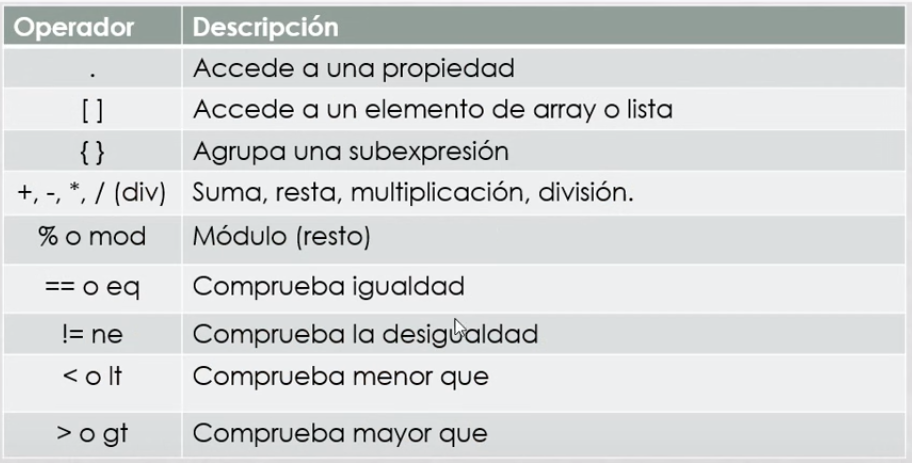 Operador Descripción
. Accede a una propiedad
[ ] Accede a un elemento de array o lista
{ } Agrupa una subexpresión
+, -, *, / (div) Suma, resta, multiplicación, división.
% o mod Módulo (resto)
== o eq Comprueba igualdad
!= ne Comprueba la desigualdad
< o lt Comprueba menor que
> o gt Comprueba mayor que